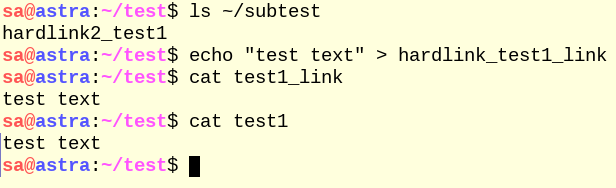 sa@astra:~/test$ ls ~/subtest
hardlink2_test1
sa@astra:~/test$ echo "test text" > hardlink_test1_link
sa@astra:~/test$ cat test1_link
test text
sa@astra:~/test$ cat test1
test text
sa@astra:~/test$